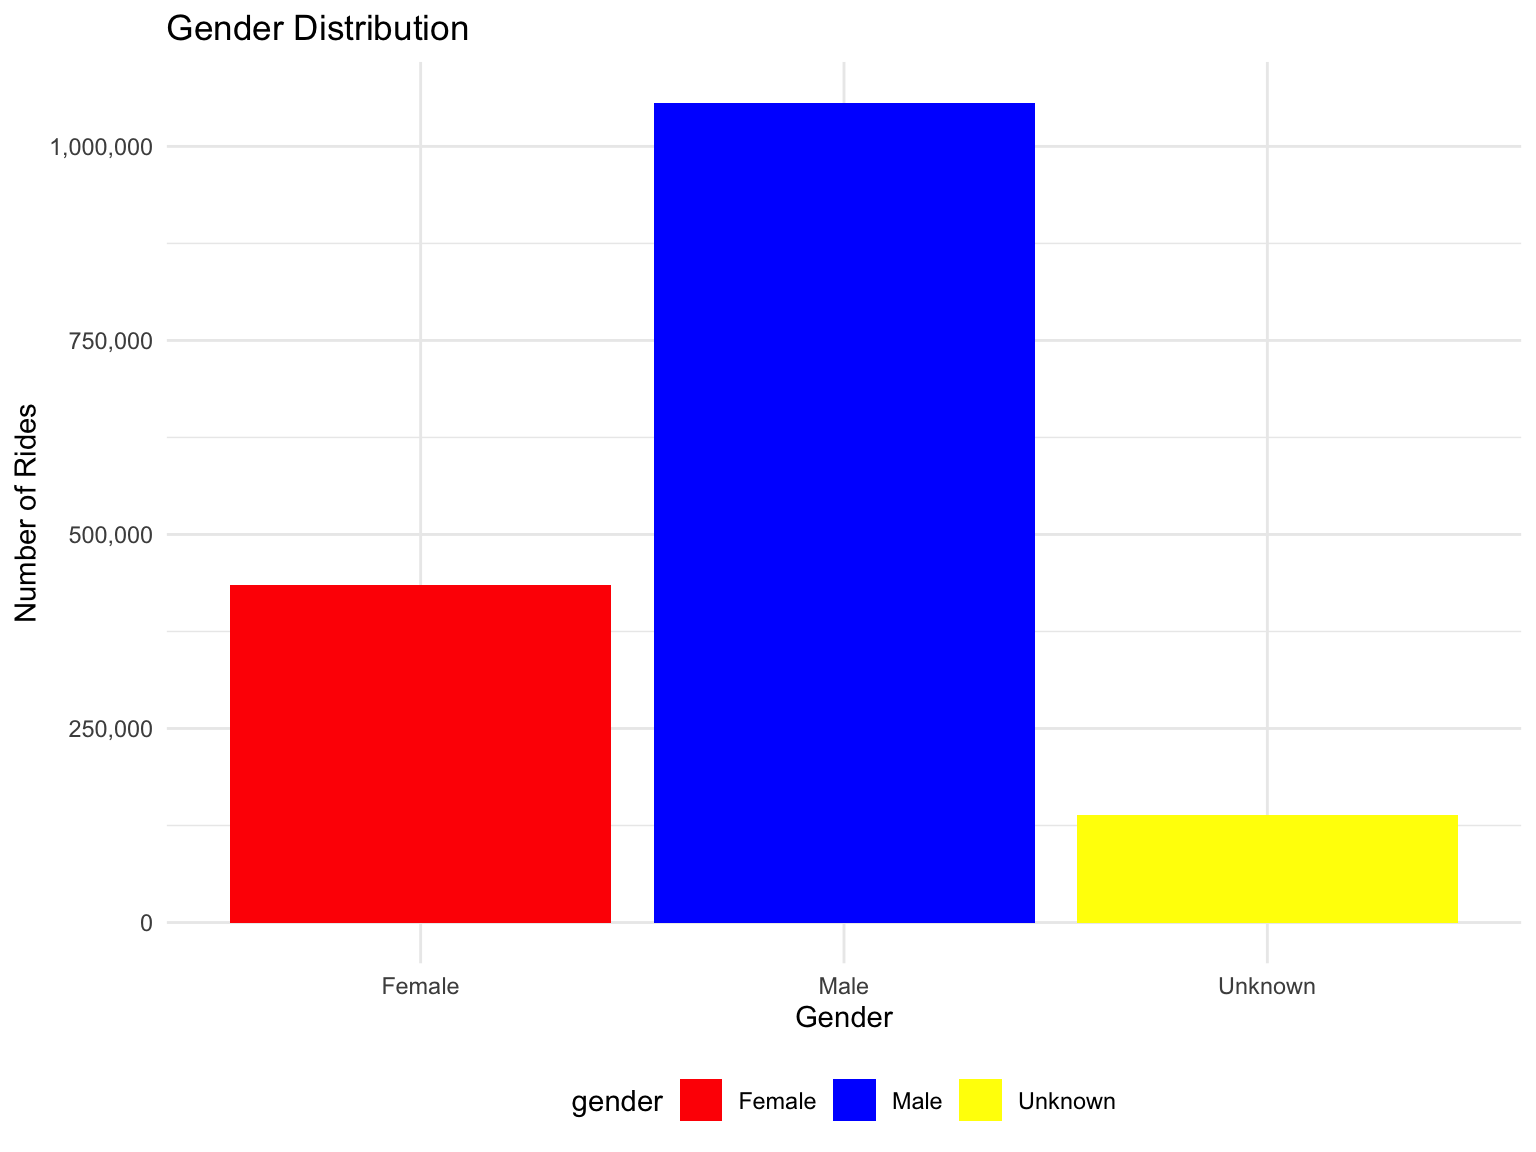 Gender Distribution
1,000,000
750,000
500,000
250,000
0
Number of Rides
Female Male Unknown
Gender
gender Female Male Unknown